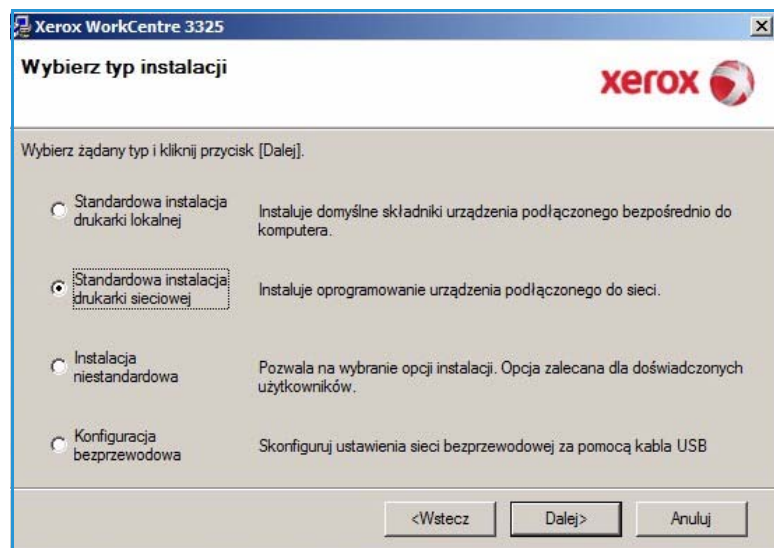 Xerox WorkCentre 3325
Wybierz typ instalacji
xerox
Wybierz żądany typ i kliknij przycisk [Dalej].
Standardowa instalacja
drukarki lokalnej
Instaluje domyślne składniki urządzenia podłączonego bezpośrednio do
komputera.
Standardowa instalacja
drukarki sieciowej
Instaluje oprogramowanie urządzenia podłączonego do sieci.
Instalacja
niestandardowa
Pozwala na wybranie opcji instalacji. Opcja zalecana dla doświadczonych
użytkowników.
Konfiguracja
bezprzewodowa
Skonfiguruj ustawienia sieci bezprzewodowej za pomocą kabla USB
<Wstecz
Dalej>
Anuluj